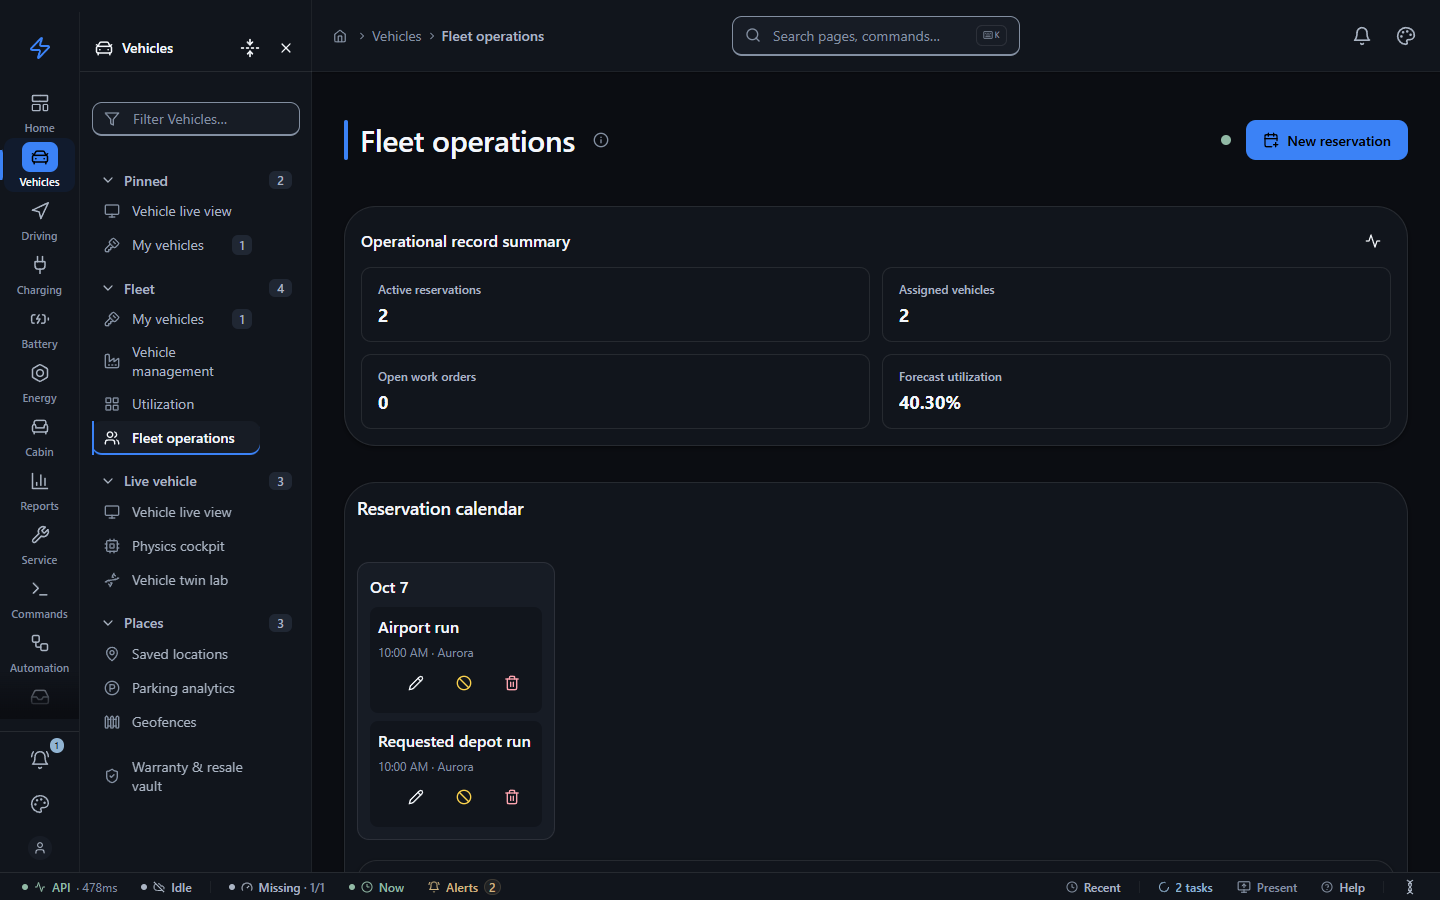 Home
Vehicles
Driving
Charging
Battery
Energy
Cabin
Reports
Service
Commands
Automation
1
Vehicles
Filter Vehicles...
Pinned 2
Vehicle live view
My vehicles 1
Fleet 4
My vehicles 1
Vehicle
management
Utilization
Fleet operations
Live vehicle 3
Vehicle live view
Physics cockpit
Vehicle twin lab
Places 3
Saved locations
Parking analytics
Geofences
Warranty & resale
vault
Vehicles > Fleet operations
Search pages, commands... K
Fleet operations
New reservation
Operational record summary
Active reservations
2
Assigned vehicles
2
Open work orders
0
Forecast utilization
40.30%
Reservation calendar
Oct 7
Airport run
10:00 AM · Aurora
Requested depot run
10:00 AM · Aurora
API · 478ms
Idle
Missing · 1/1
Now
Alerts 2
Recent
2 tasks
Present
Help